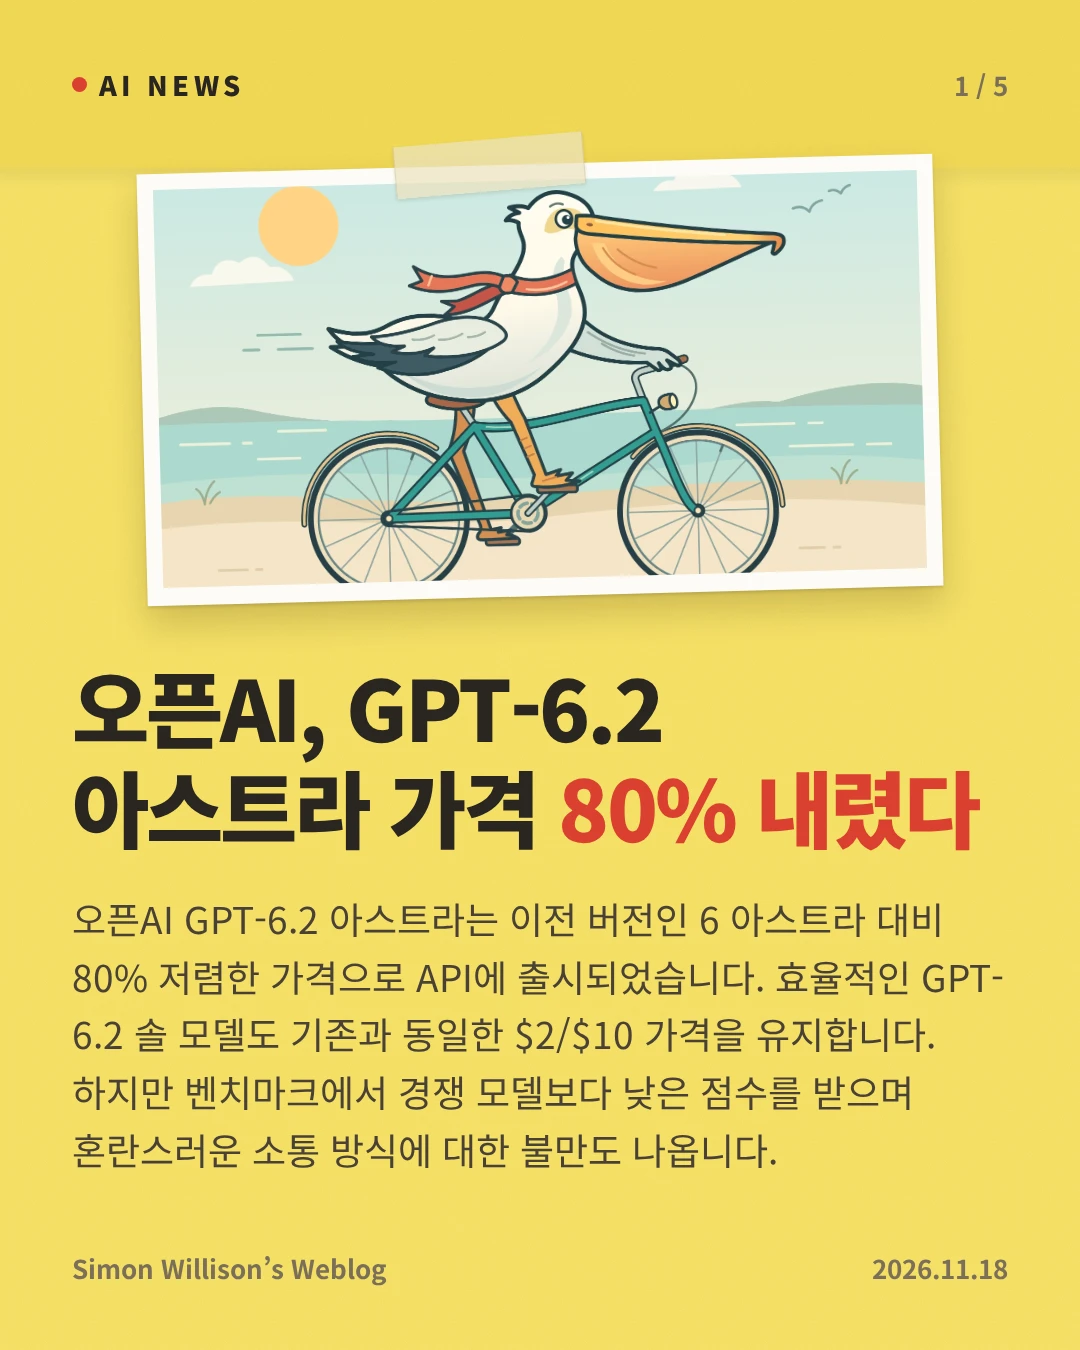 AI NEWS
1 / 5
오픈AI, GPT-6.2
아스트라 가격 80% 내렸다
오픈AI GPT-6.2 아스트라는 이전 버전인 6 아스트라 대비
80% 저렴한 가격으로 API에 출시되었습니다. 효율적인 GPT-
6.2 솔 모델도 기존과 동일한 $2/$10 가격을 유지합니다.
하지만 벤치마크에서 경쟁 모델보다 낮은 점수를 받으며
혼란스러운 소통 방식에 대한 불만도 나옵니다.
Simon Willison’s Weblog
2026.11.18